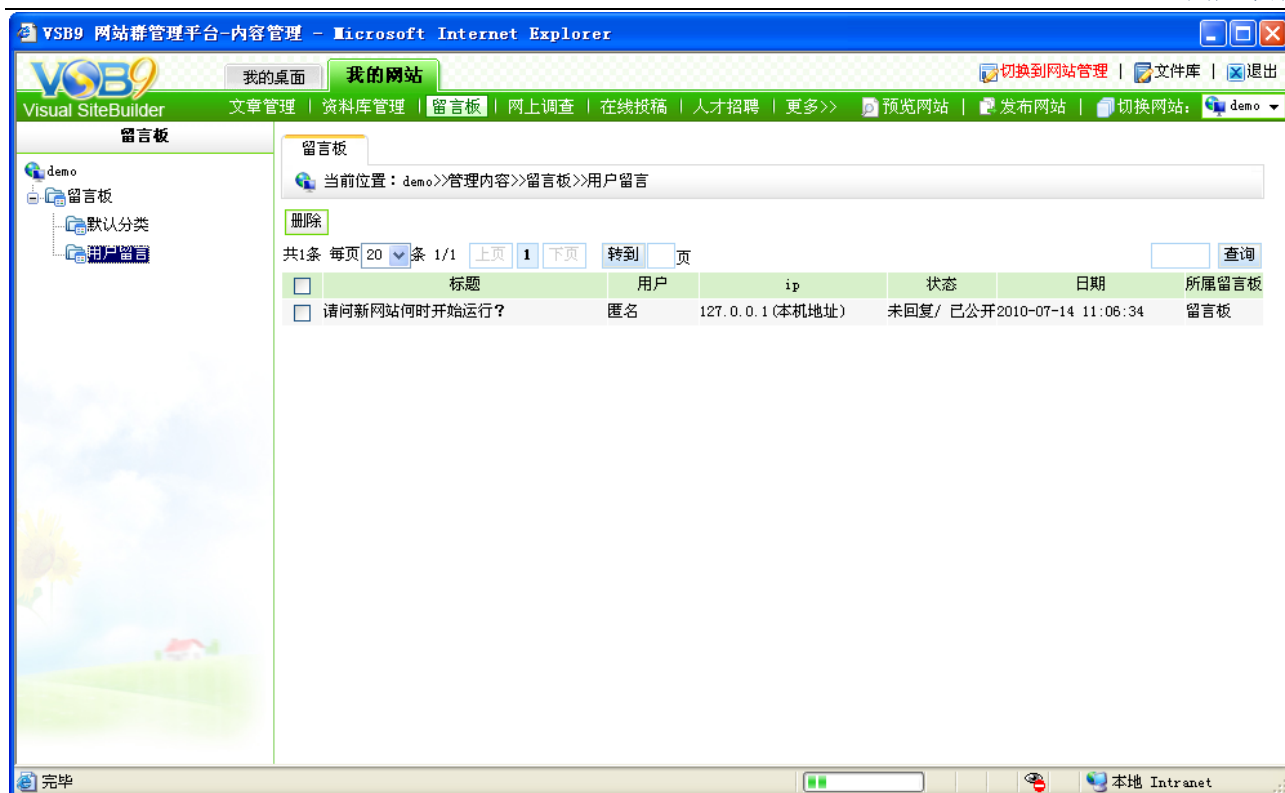 VSB9 网站群管理平台-内容管理 - Microsoft Internet Explorer
VSB9 我的桌面 我的网站 切换到网站管理 | 文件库 | 退出
Visual SiteBuilder 文章管理 | 资料库管理 | 留言板 | 网上调查 | 在线投稿 | 人才招聘 | 更多>> 预览网站 | 发布网站 | 切换网站: demo
留言板
demo
留言板
默认分类
用户留言
留言板
当前位置：demo>>管理内容>>留言板>>用户留言
删除
共1条 每页 20 条 1/1 上页 1 下页 转到 页 查询
标题 用户 ip 状态 日期 所属留言板
请问新网站何时开始运行? 匿名 127.0.0.1(本机地址) 未回复/ 已公开 2010-07-14 11:06:34 留言板
完毕 本地 Intranet